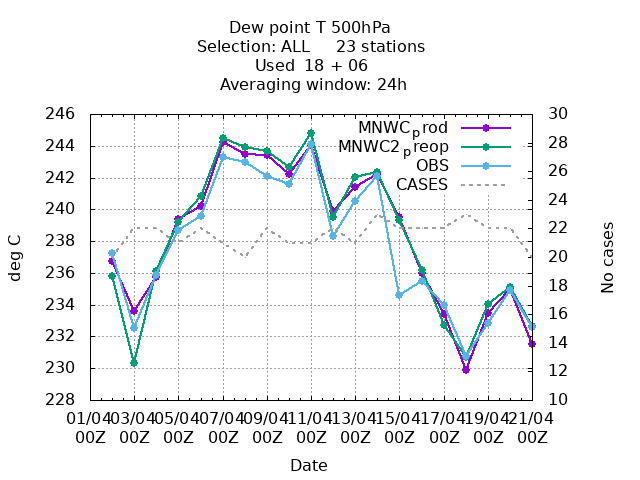 Dew point T 500hPa
Selection: ALL 23 stations
Used 18 + 06
Averaging window: 24h
246 30
244 28
242 26
240 24
238 22
236 20
234 18
232 16
230 14
228 12
10
MNWCprod
MNWC2preop
OBS
CASES
deg C
No cases
01/04 03/04 05/04 07/04 09/04 11/04 13/04 15/04 17/04 19/04 21/04
00Z 00Z 00Z 00Z 00Z 00Z 00Z 00Z 00Z 00Z 00Z
Date